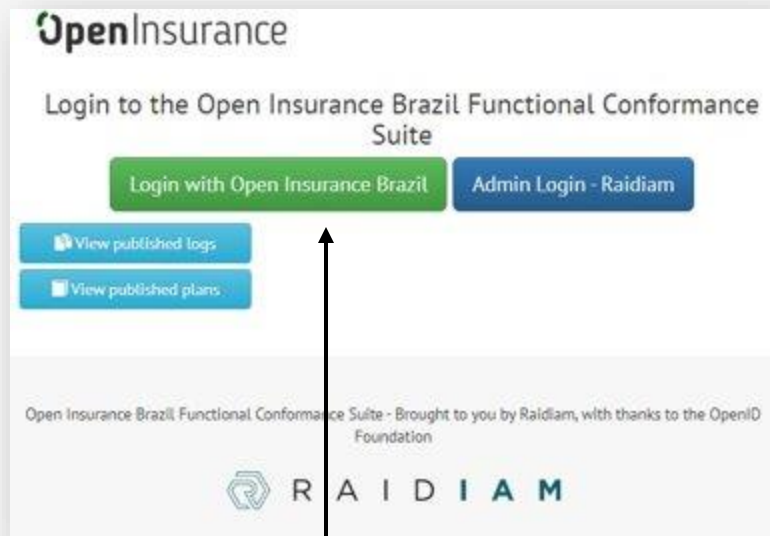 OpenInsurance
Login to the Open Insurance Brazil Functional Conformance
Suite
Login with Open Insurance Brazil
Admin Login - Raidiam
View published logs
View published plans
Open Insurance Brazil Functional Conformance Suite - Brought to you by Raidiam, with thanks to the OpenID
Foundation
RAIDIAM